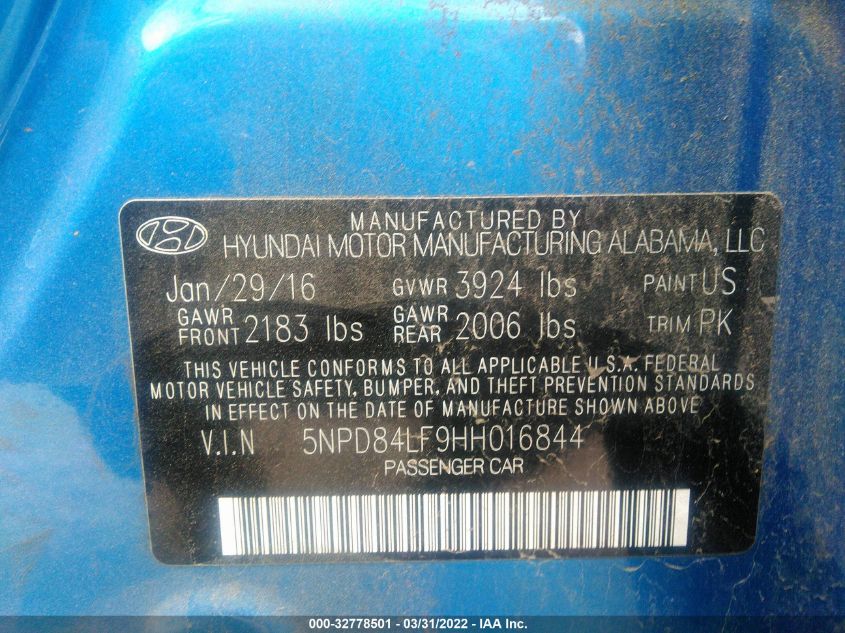 MANUFACTURED BY
HYUNDAI MOTOR MANUFACTURING ALABAMA, LLC
Jan/29/16 GVWR 3924 lbs PAINT US
GAWR FRONT 2183 lbs GAWR REAR 2006 lbs TRIM PK
THIS VEHICLE CONFORMS TO ALL APPLICABLE U.S.A. FEDERAL
MOTOR VEHICLE SAFETY, BUMPER, AND THEFT PREVENTION STANDARDS
IN EFFECT ON THE DATE OF MANUFACTURE SHOWN ABOVE
V.I.N 5NPD84LF9HH016844
PASSENGER CAR
000-32778501 - 03/31/2022 - IAA Inc.